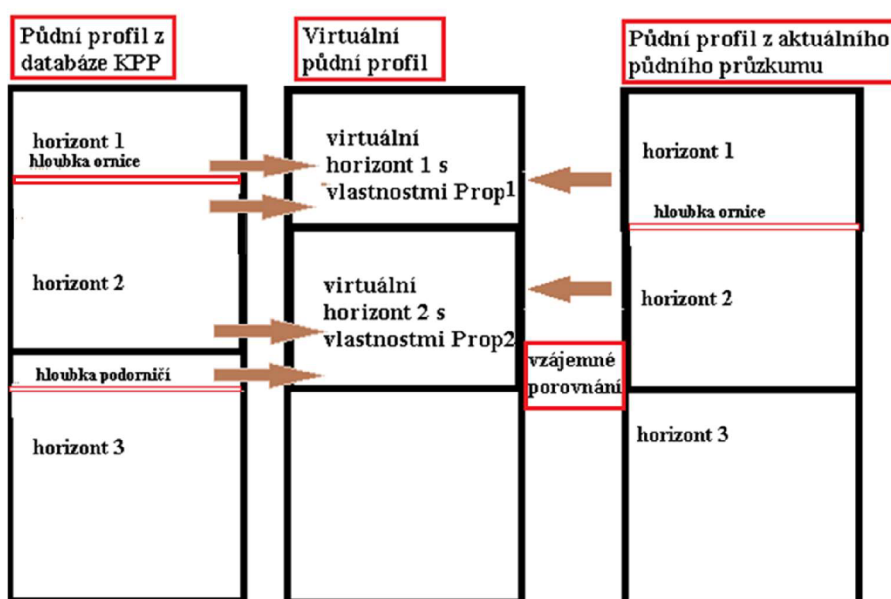 Půdní profil z
databáze KPP
horizont 1
hloubka ornice
horizont 2
hloubka podorničí
horizont 3
Virtuální
půdní profil
virtuální
horizont 1 s
vlastnostmi Prop1
virtuální
horizont 2 s
vlastnostmi Prop2
vzájemné
porovnání
Půdní profil z aktuálního
půdního průzkumu
horizont 1
hloubka ornice
horizont 2
horizont 3